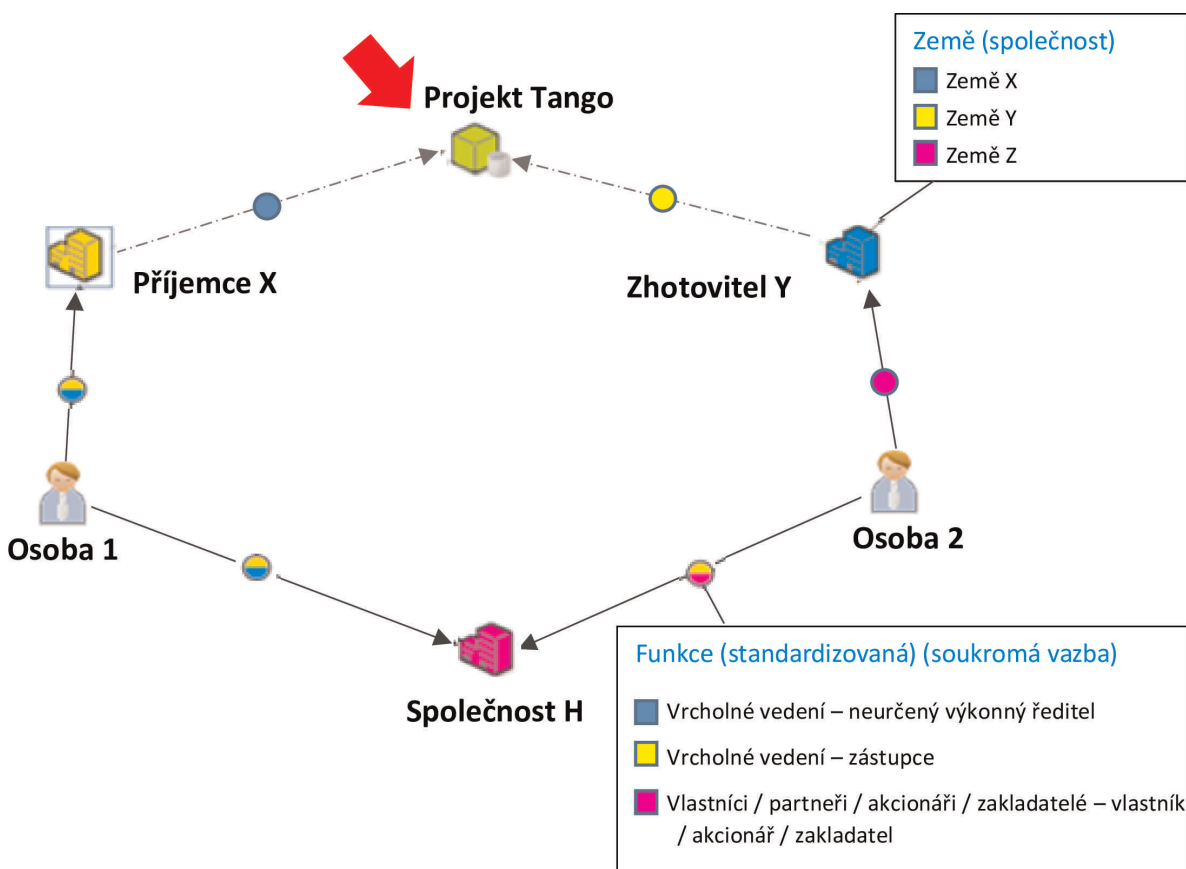 Země (společnost)
Země X
Země Y
Země Z
Projekt Tango
Příjemce X
Zhotovitel Y
Osoba 1
Osoba 2
Společnost H
Funkce (standardizovaná) (soukromá vazba)
Vrcholné vedení – neurčený výkonný ředitel
Vrcholné vedení – zástupce
Vlastníci / partneři / akcionáři / zakladatelé – vlastník
/ akcionář / zakladatel